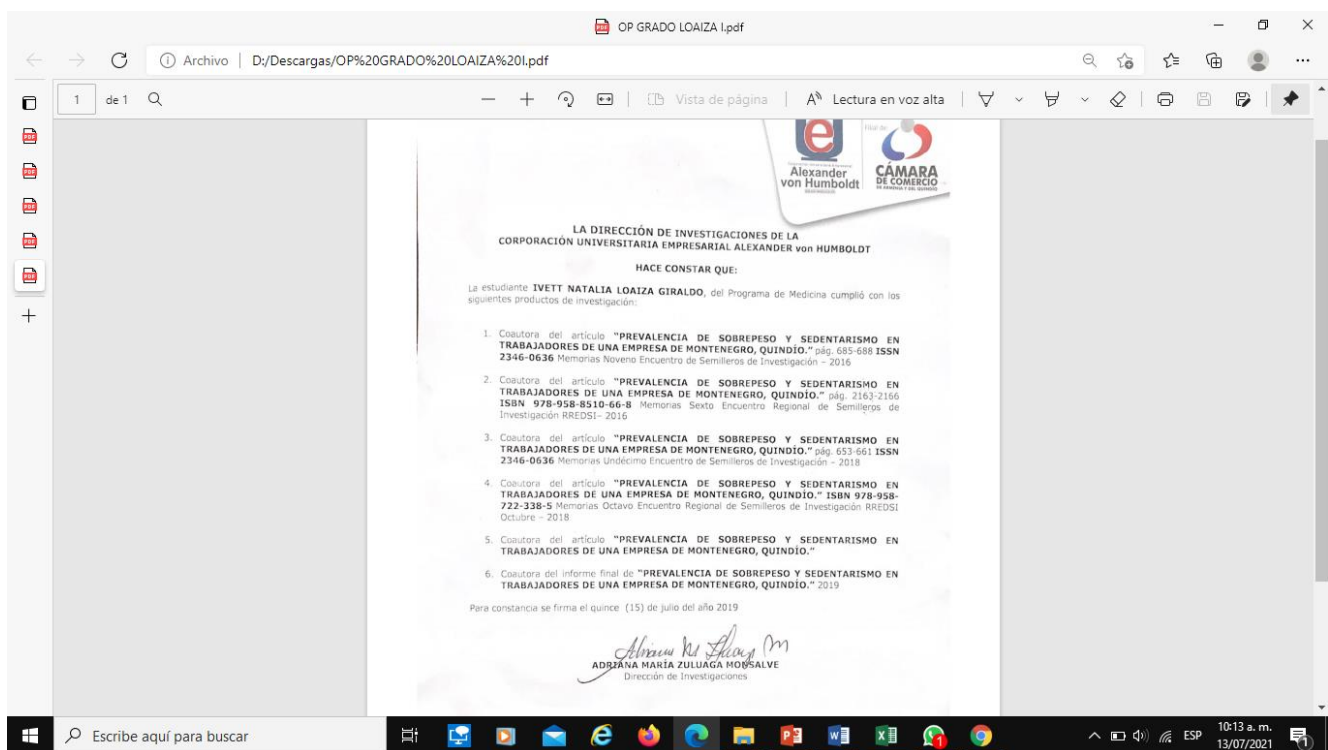 OP GRADO LOAIZA I.pdf
Archivo | D:/Descargas/OP%20GRADO%20LOAIZA%20I.pdf
1 de 1
Vista de página
Lectura en voz alta
Filial de:
Alexander
von Humboldt
CÁMARA
DE COMERCIO
DE ARMENIA Y DEL QUINDÍO
LA DIRECCIÓN DE INVESTIGACIONES DE LA
CORPORACIÓN UNIVERSITARIA EMPRESARIAL ALEXANDER von HUMBOLDT
HACE CONSTAR QUE:
La estudiante IVETT NATALIA LOAIZA GIRALDO, del Programa de Medicina cumplió con los
siguientes productos de investigación:
1. Coautora del artículo "PREVALENCIA DE SOBREPESO Y SEDENTARISMO EN
TRABAJADORES DE UNA EMPRESA DE MONTENEGRO, QUINDÍO." pág. 685-688 ISSN
2346-0636 Memorias Noveno Encuentro de Semilleros de Investigación – 2016
2. Coautora del artículo "PREVALENCIA DE SOBREPESO Y SEDENTARISMO EN
TRABAJADORES DE UNA EMPRESA DE MONTENEGRO, QUINDÍO." pág. 2163-2166
ISBN 978-958-8510-66-8 Memorias Sexto Encuentro Regional de Semilleros de
Investigación RREDSI– 2016
3. Coautora del artículo "PREVALENCIA DE SOBREPESO Y SEDENTARISMO EN
TRABAJADORES DE UNA EMPRESA DE MONTENEGRO, QUINDÍO." pág. 653-661 ISSN
2346-0636 Memorias Undécimo Encuentro de Semilleros de Investigación – 2018
4. Coautora del artículo "PREVALENCIA DE SOBREPESO Y SEDENTARISMO EN
TRABAJADORES DE UNA EMPRESA DE MONTENEGRO, QUINDÍO." ISBN 978-958-
722-338-5 Memorias Octavo Encuentro Regional de Semilleros de Investigación RREDSI
Octubre – 2018
5. Coautora del artículo "PREVALENCIA DE SOBREPESO Y SEDENTARISMO EN
TRABAJADORES DE UNA EMPRESA DE MONTENEGRO, QUINDÍO."
6. Coautora del informe final de "PREVALENCIA DE SOBREPESO Y SEDENTARISMO EN
TRABAJADORES DE UNA EMPRESA DE MONTENEGRO, QUINDÍO." 2019
Para constancia se firma el quince (15) de julio del año 2019
ADRIANA MARÍA ZULUAGA MONSALVE
Dirección de Investigaciones
Escribe aquí para buscar
ESP
10:13 a. m.
13/07/2021